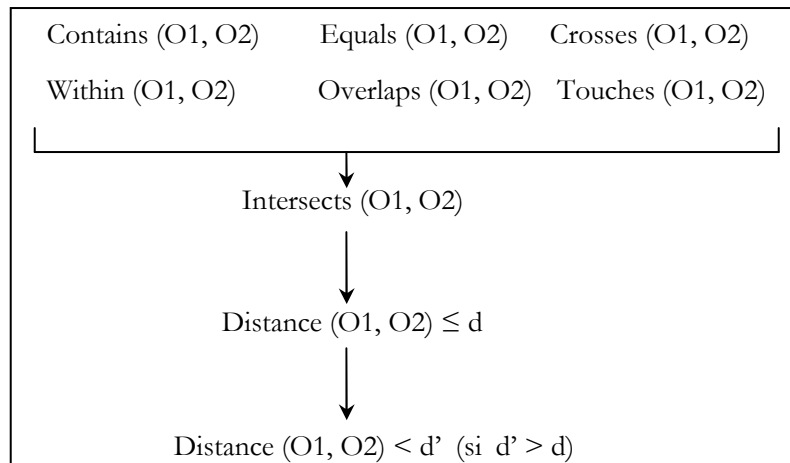 Contains (O1, O2) Equals (O1, O2) Crosses (O1, O2)
Within (O1, O2) Overlaps (O1, O2) Touches (O1, O2)
Intersects (O1, O2)
Distance (O1, O2) ≤ d
Distance (O1, O2) < d’ (si d’ > d)